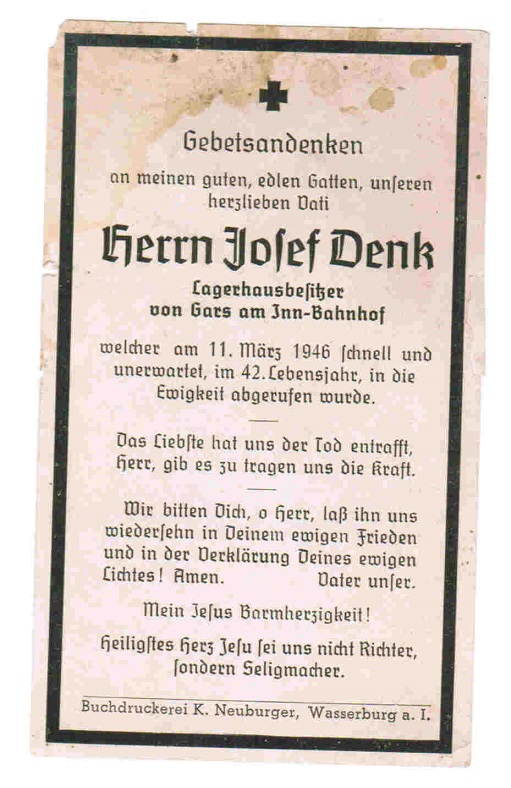 Gebetsandenken
an meinen guten, edlen Gatten, unseren
herzlieben Vati
Herrn Josef Denk
Lagerhausbesitzer
von Gars am Inn-Bahnhof
welcher am 11. März 1946 schnell und
unerwartet, im 42. Lebensjahr, in die
Ewigkeit abgerufen wurde.
Das Liebste hat uns der Tod entrafft,
Herr, gib es zu tragen uns die Kraft.
Wir bitten Dich, o Herr, laß ihn uns
wiedersehn in Deinem ewigen Frieden
und in der Verklärung Deines ewigen
Lichtes! Amen. Vater unser.
Mein Jesus Barmherzigkeit!
Heiligstes Herz Jesu sei uns nicht Richter,
sondern Seligmacher.
Buchdruckerei K. Neuburger, Wasserburg a. I.